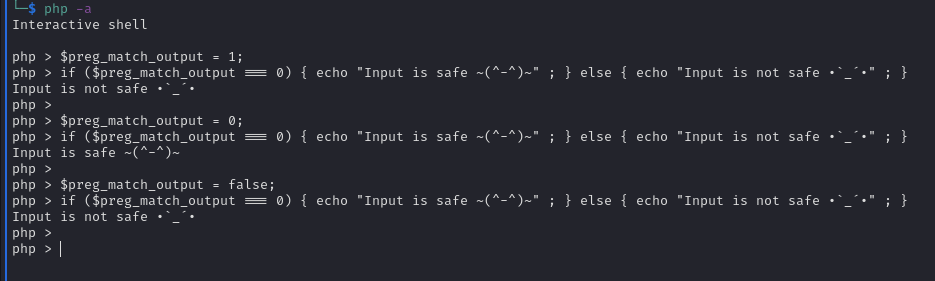 └─$ php -a
Interactive shell
php > $preg_match_output = 1;
php > if ($preg_match_output === 0) { echo "Input is safe ~(^-^)~" ; } else { echo "Input is not safe •`_´•" ; }
Input is not safe •`_´•
php >
php > $preg_match_output = 0;
php > if ($preg_match_output === 0) { echo "Input is safe ~(^-^)~" ; } else { echo "Input is not safe •`_´•" ; }
Input is safe ~(^-^)~
php >
php > $preg_match_output = false;
php > if ($preg_match_output === 0) { echo "Input is safe ~(^-^)~" ; } else { echo "Input is not safe •`_´•" ; }
Input is not safe •`_´•
php >
php >